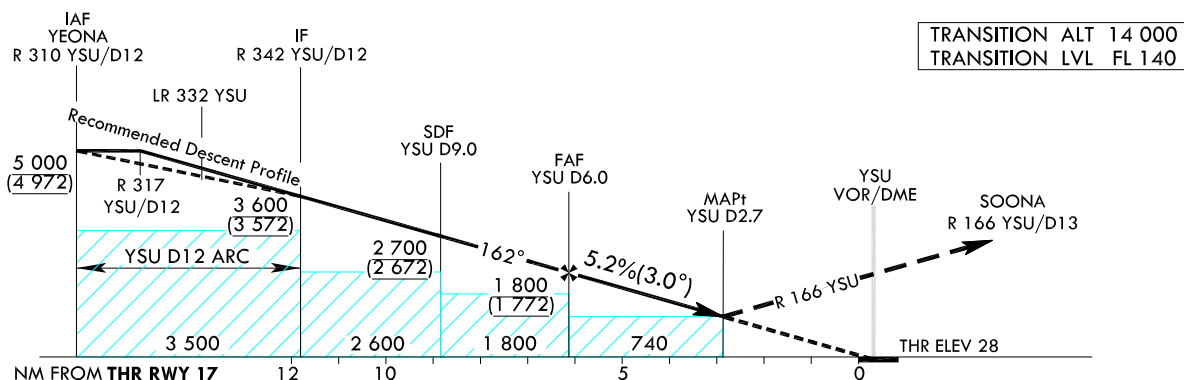 IAF
YEONA
R 310 YSU/D12
IF
R 342 YSU/D12
TRANSITION ALT 14 000
TRANSITION LVL FL 140
LR 332 YSU
Recommended Descent Profile
SDF
YSU D9.0
FAF
YSU D6.0
MAPt
YSU D2.7
YSU
VOR/DME
SOONA
R 166 YSU/D13
5 000
(4 972)
R 317
YSU/D12
3 600
(3 572)
2 700
(2 672)
1 800
(1 772)
162°
5.2%(3.0°)
R 166 YSU
YSU D12 ARC
3 500
2 600
1 800
740
THR ELEV 28
NM FROM THR RWY 17
12
10
5
0